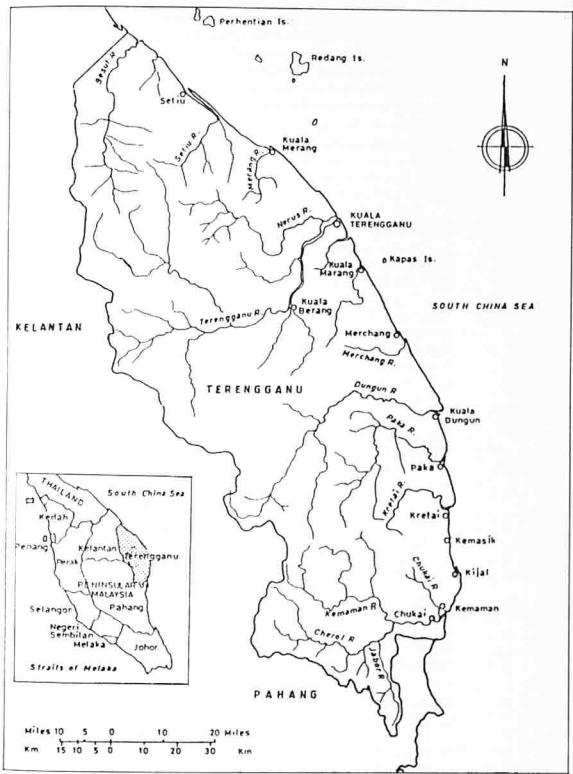 Perhentian Is.
Redang Is.
Besut R.
N
Setiu
Setiu R.
Kuala
Merang
Merang R.
Nerus R.
KUALA
TERENGGANU
Kapas Is.
Kuala
Marang
SOUTH CHINA SEA
Kuala
Berang
Terengganu R.
KELANTAN
Merchang
Merchang R.
TERENGGANU
Dungun R
Kuala
Dungun
Paka R.
Paka
Kretai R.
Kretai
Kemasik
Chukai R
Kijal
Kemaman R
Chukai
Kemaman
Cherol R
Jabor R
PAHANG
THAILAND
South China Sea
Kedah
Penang
Kelantan
Terengganu
Perak
PENINSULAR
MALAYSIA
Selangor
Pahang
Negeri
Sembilan
Melaka
Johor
Straits of Melaka
Miles 10 5 0 10 20 Miles
Km 15 10 5 0 10 20 30 Km